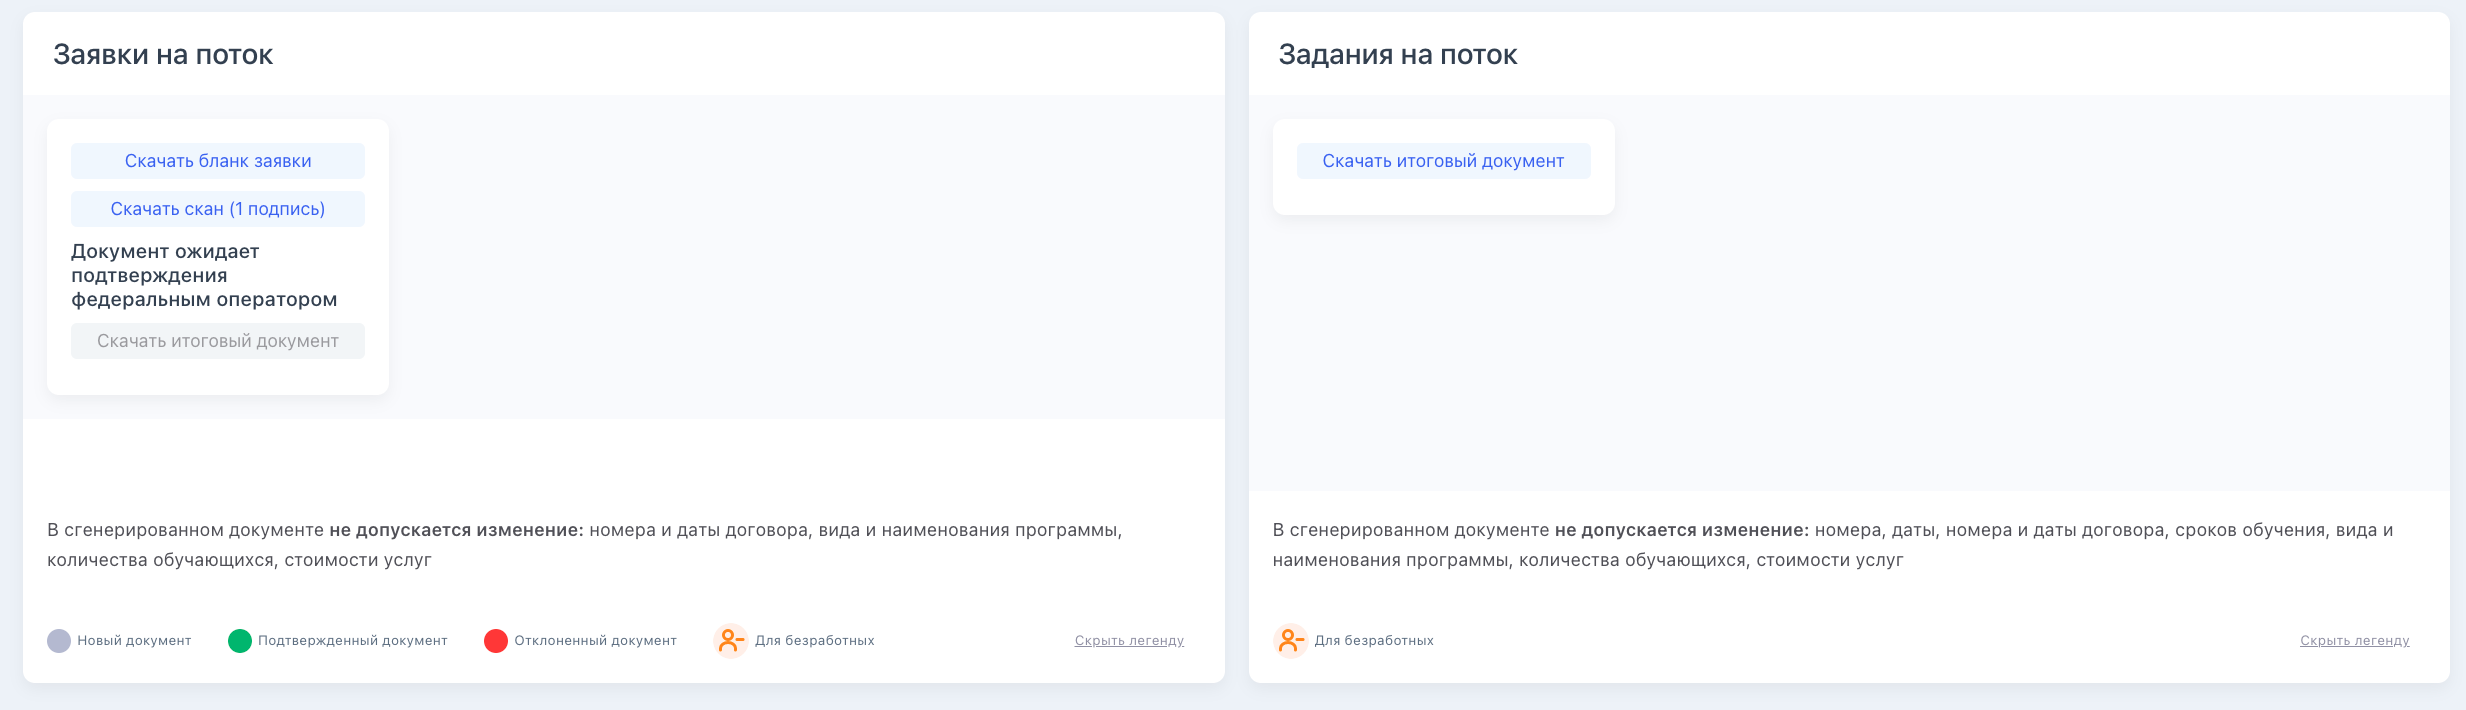 Заявки на поток
Скачать бланк заявки
Скачать скан (1 подпись)
Документ ожидает
подтверждения
федеральным оператором
Скачать итоговый документ
В сгенерированном документе не допускается изменение: номера и даты договора, вида и наименования программы,
количества обучающихся, стоимости услуг
Новый документ
Подтвержденный документ
Отклоненный документ
Для безработных
Скрыть легенду
Задания на поток
Скачать итоговый документ
В сгенерированном документе не допускается изменение: номера, даты, номера и даты договора, сроков обучения, вида и
наименования программы, количества обучающихся, стоимости услуг
Для безработных
Скрыть легенду